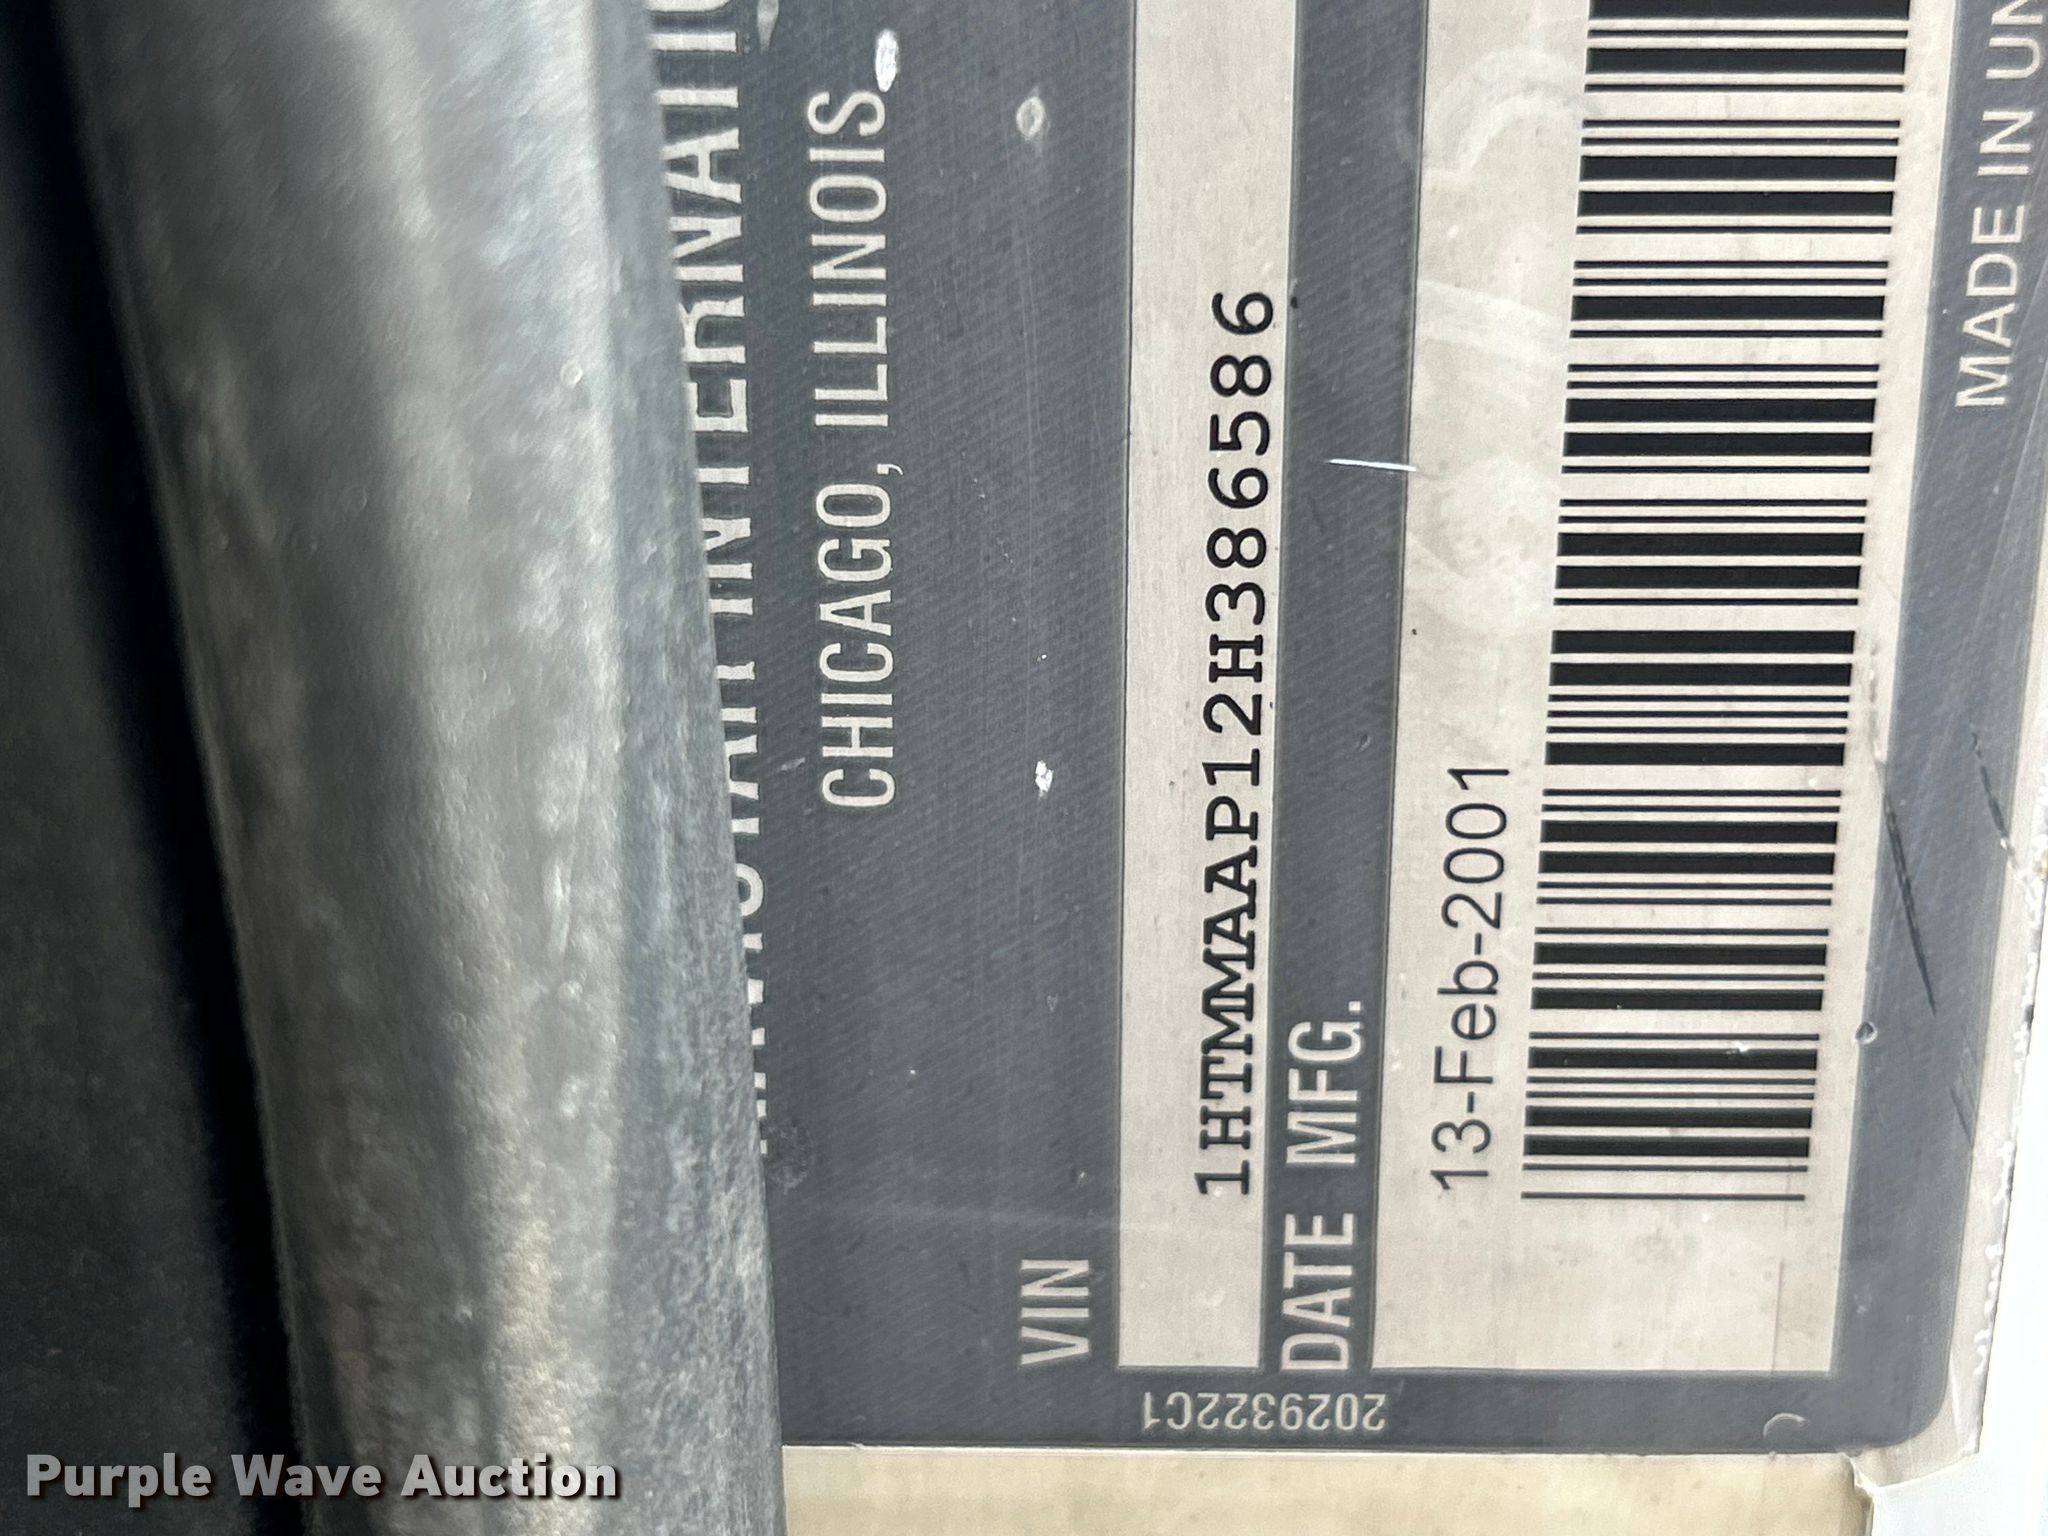 CHICAGO, ILLINOIS
VIN
1HTMMAAP12H386586
DATE MFG.
13-Feb-2001
MADE IN
2029322C1
Purple Wave Auction